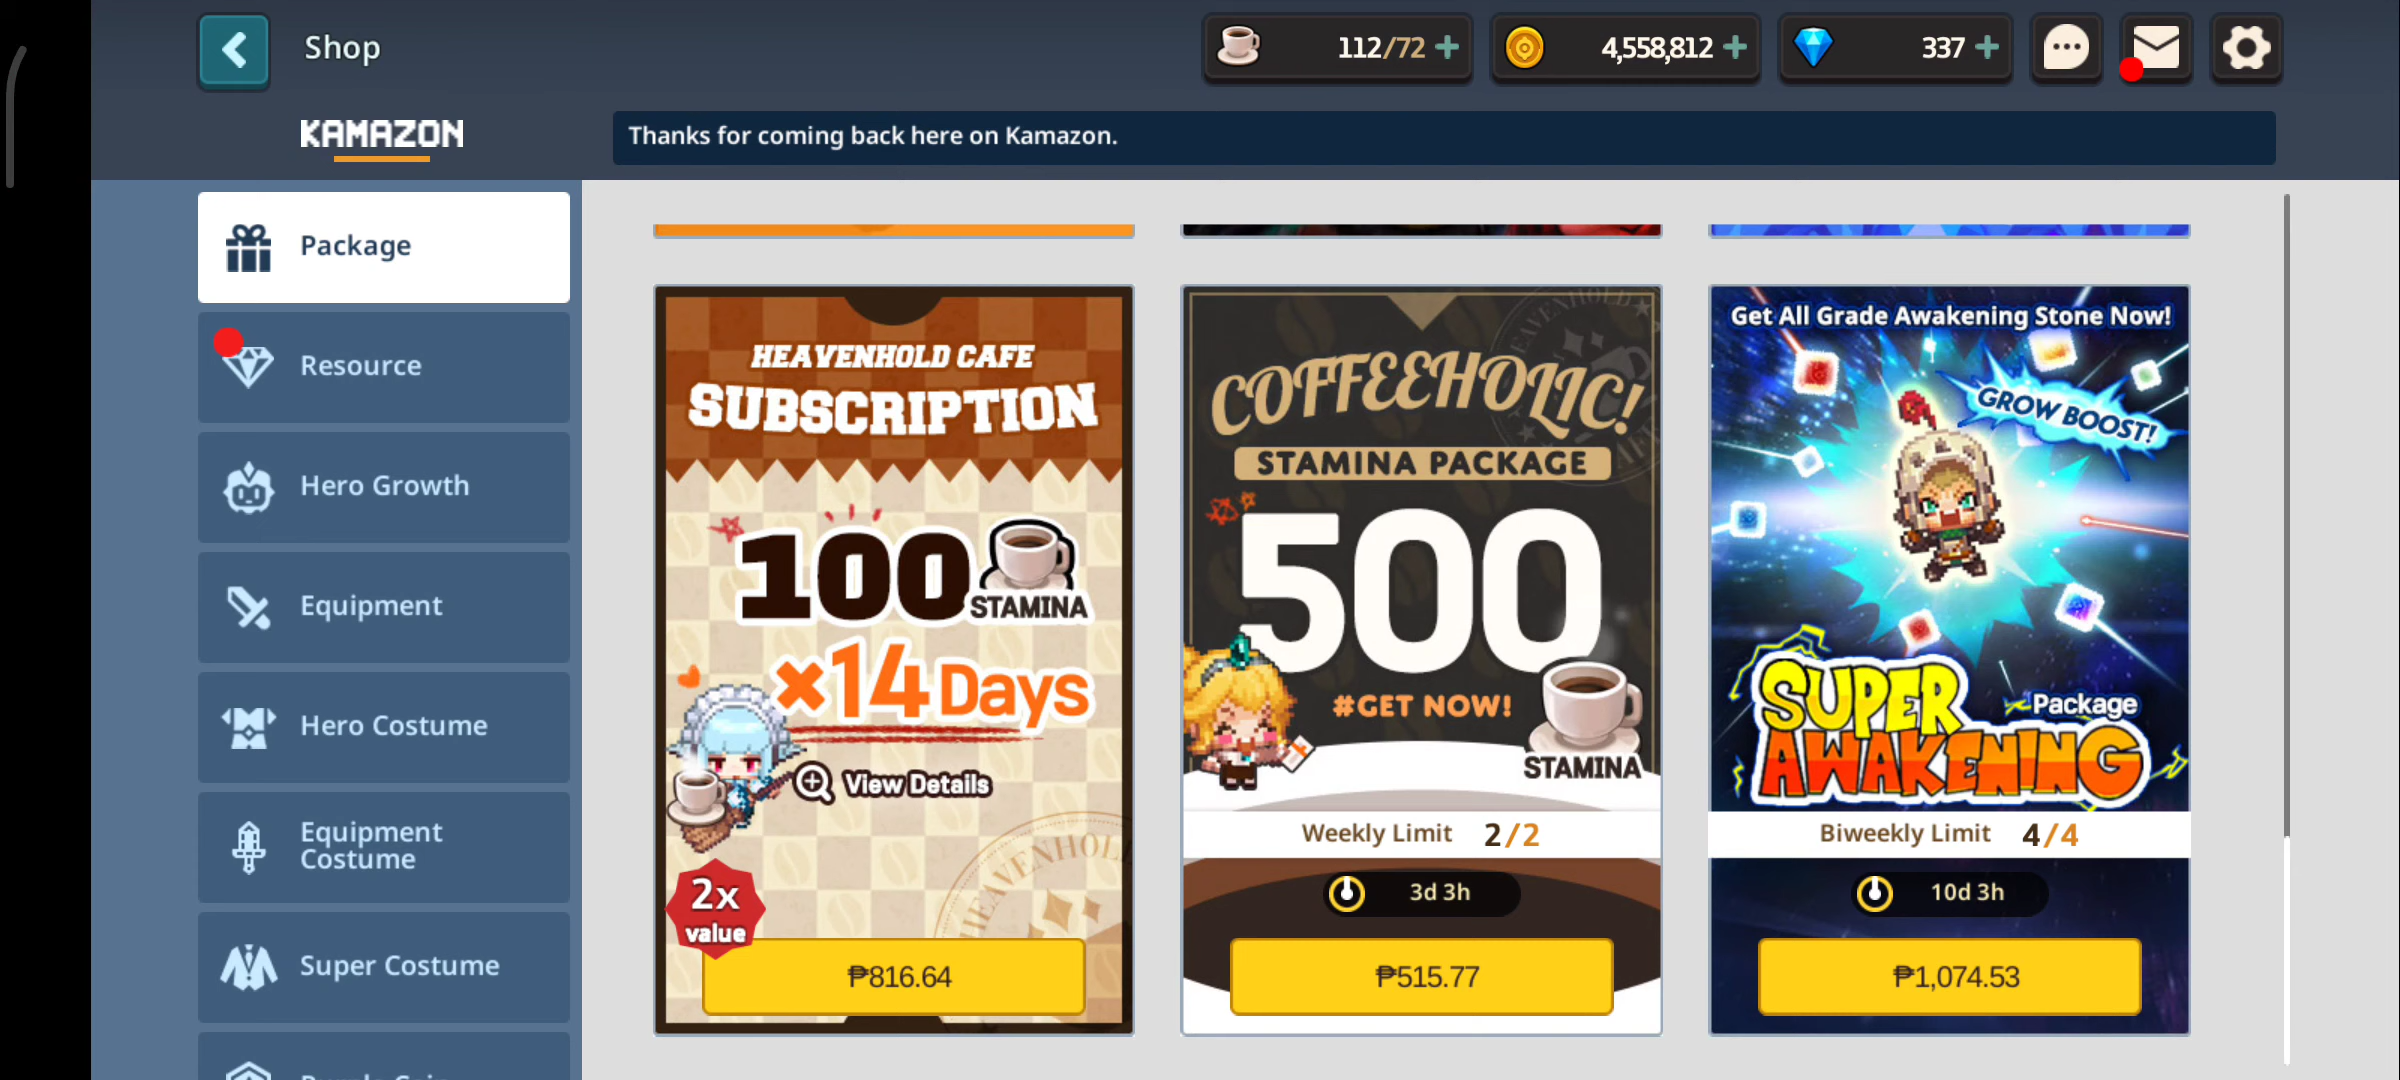 Shop
112/72
4,558,812
337
KAMAZON
Thanks for coming back here on Kamazon.
Package
Resource
Hero Growth
Equipment
Hero Costume
Equipment
Costume
Super Costume
HEAVENHOLD CAFE
SUBSCRIPTION
100
STAMINA
×14 Days
View Details
HEAVENHOL
2x
value
₱816.64
HEAVENHOLD
COFFEEHOLIC!
STAMINA PACKAGE
500
#GET NOW!
STAMINA
Weekly Limit 2/2
3d 3h
₱515.77
Get All Grade Awakening Stone Now!
GROW BOOST!
SUPER
Package
AWAKENING
Biweekly Limit 4/4
10d 3h
₱1,074.53